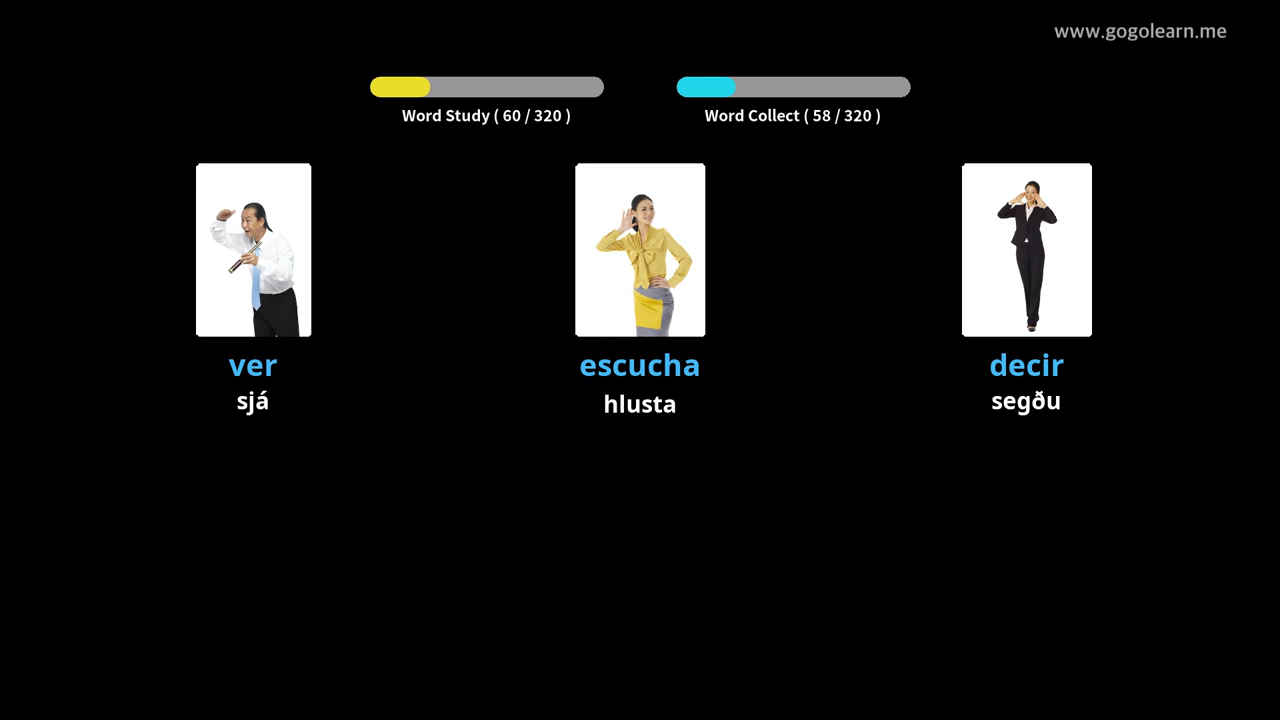 www.gogolearn.me
Word Study ( 60 / 320 )
Word Collect ( 58 / 320 )
ver
escucha
decir
sjá
hlusta
segðu